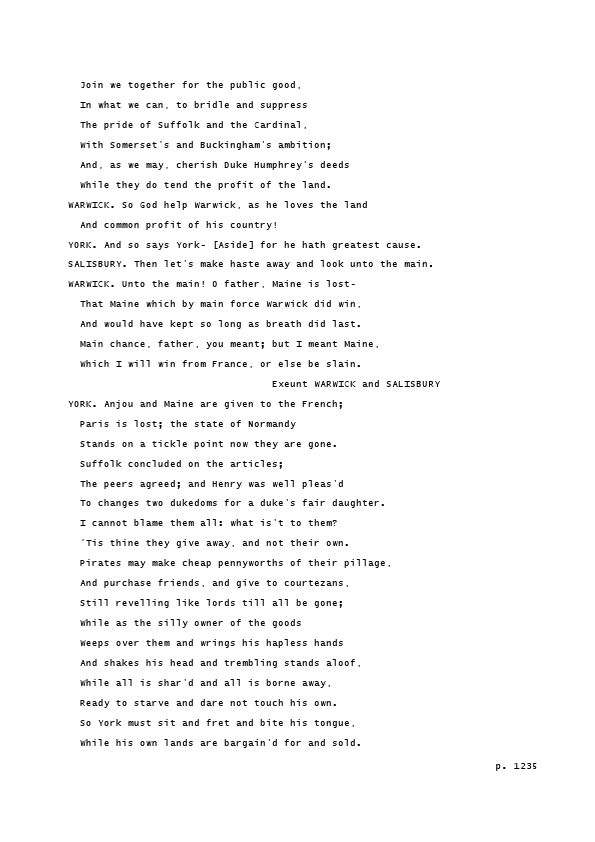 Join we together for the public good,
In what we can, to bridle and suppress
The pride of Suffolk and the Cardinal,
With Somerset's and Buckingham's ambition;
And, as we may, cherish Duke Humphrey's deeds
While they do tend the profit of the land.
WARWICK. So God help Warwick, as he loves the land
And common profit of his country!
YORK. And so says York- [Aside] for he hath greatest cause.
SALISBURY. Then let's make haste away and look unto the main.
WARWICK. Unto the main! O father, Maine is lost-
That Maine which by main force Warwick did win,
And would have kept so long as breath did last.
Main chance, father, you meant; but I meant Maine,
Which I will win from France, or else be slain.
Exeunt WARWICK and SALISBURY
YORK. Anjou and Maine are given to the French;
Paris is lost; the state of Normandy
Stands on a tickle point now they are gone.
Suffolk concluded on the articles;
The peers agreed; and Henry was well pleas'd
To changes two dukedoms for a duke's fair daughter.
I cannot blame them all: what is't to them?
'Tis thine they give away, and not their own.
Pirates may make cheap pennyworths of their pillage,
And purchase friends, and give to courtezans,
Still revelling like lords till all be gone;
While as the silly owner of the goods
Weeps over them and wrings his hapless hands
And shakes his head and trembling stands aloof,
While all is shar'd and all is borne away,
Ready to starve and dare not touch his own.
So York must sit and fret and bite his tongue,
While his own lands are bargain'd for and sold.
p. 1235